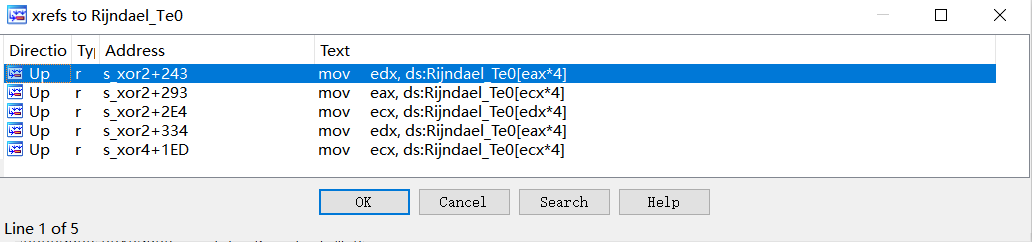 xrefs to Rijndael_Te0
Directio Ty Address Text
Up r s_xor2+243 mov edx, ds:Rijndael_Te0[eax*4]
Up r s_xor2+293 mov eax, ds:Rijndael_Te0[ecx*4]
Up r s_xor2+2E4 mov ecx, ds:Rijndael_Te0[edx*4]
Up r s_xor2+334 mov edx, ds:Rijndael_Te0[eax*4]
Up r s_xor4+1ED mov ecx, ds:Rijndael_Te0[ecx*4]
OK Cancel Search Help
Line 1 of 5